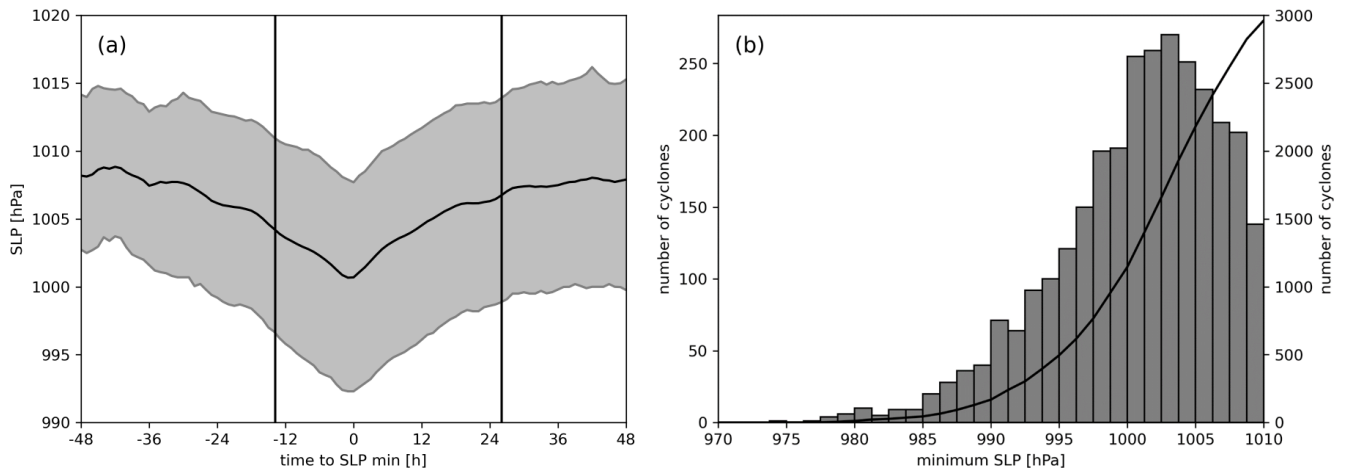 (a)
SLP [hPa]
1020
1015
1010
1005
1000
995
990
-48 -36 -24 -12 0 12 24 36 48
time to SLP min [h]
(b)
number of cyclones
250
200
150
100
50
0
970 975 980 985 990 995 1000 1005 1010
minimum SLP [hPa]
3000
2500
2000
1500
1000
500
0
number of cyclones